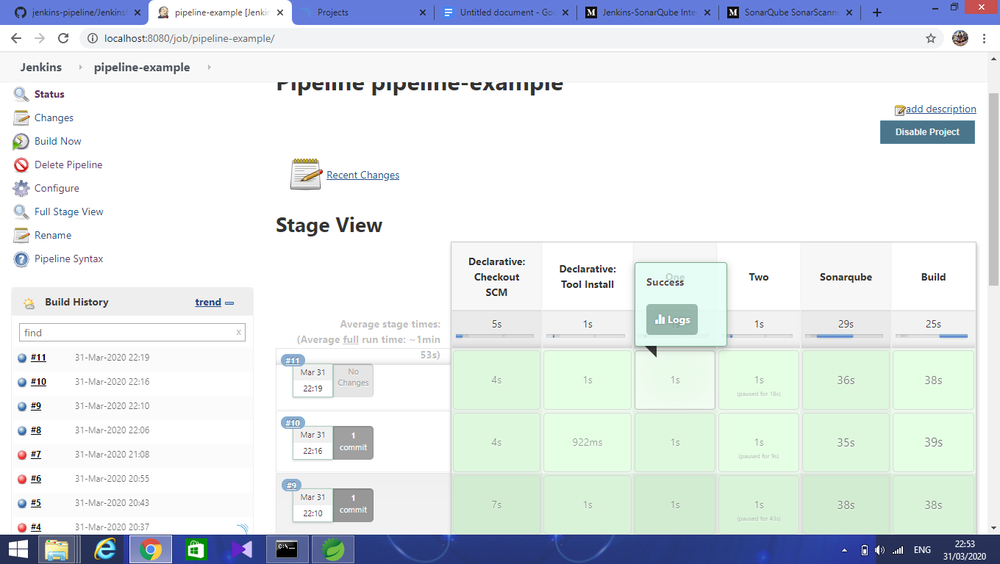 jenkins-pipeline/Jenkinsf
pipeline-example [Jenkin
Projects
Untitled document - Goo
Jenkins-SonarQube Inte
SonarQube SonarScanne
localhost:8080/job/pipeline-example/
Jenkins
pipeline-example
Pipeline pipeline-example
Status
Changes
Build Now
Delete Pipeline
Configure
Full Stage View
Rename
Pipeline Syntax
add description
Disable Project
Recent Changes
Stage View
Declarative: Checkout SCM
Declarative: Tool Install
One
Two
Sonarqube
Build
Success
Logs
Average stage times:
(Average full run time: ~1min
53s)
5s
1s
1s
29s
25s
#11
Mar 31
22:19
No
Changes
4s
1s
1s
1s
(paused for 18s)
36s
38s
#10
Mar 31
22:16
1
commit
4s
922ms
1s
1s
(paused for 9s)
35s
39s
#9
Mar 31
22:10
1
commit
7s
1s
1s
1s
(paused for 43s)
38s
38s
Build History
trend
find
x
#11 31-Mar-2020 22:19
#10 31-Mar-2020 22:16
#9 31-Mar-2020 22:10
#8 31-Mar-2020 22:06
#7 31-Mar-2020 21:08
#6 31-Mar-2020 20:55
#5 31-Mar-2020 20:43
#4 31-Mar-2020 20:37
C:\_
ENG
22:53
31/03/2020